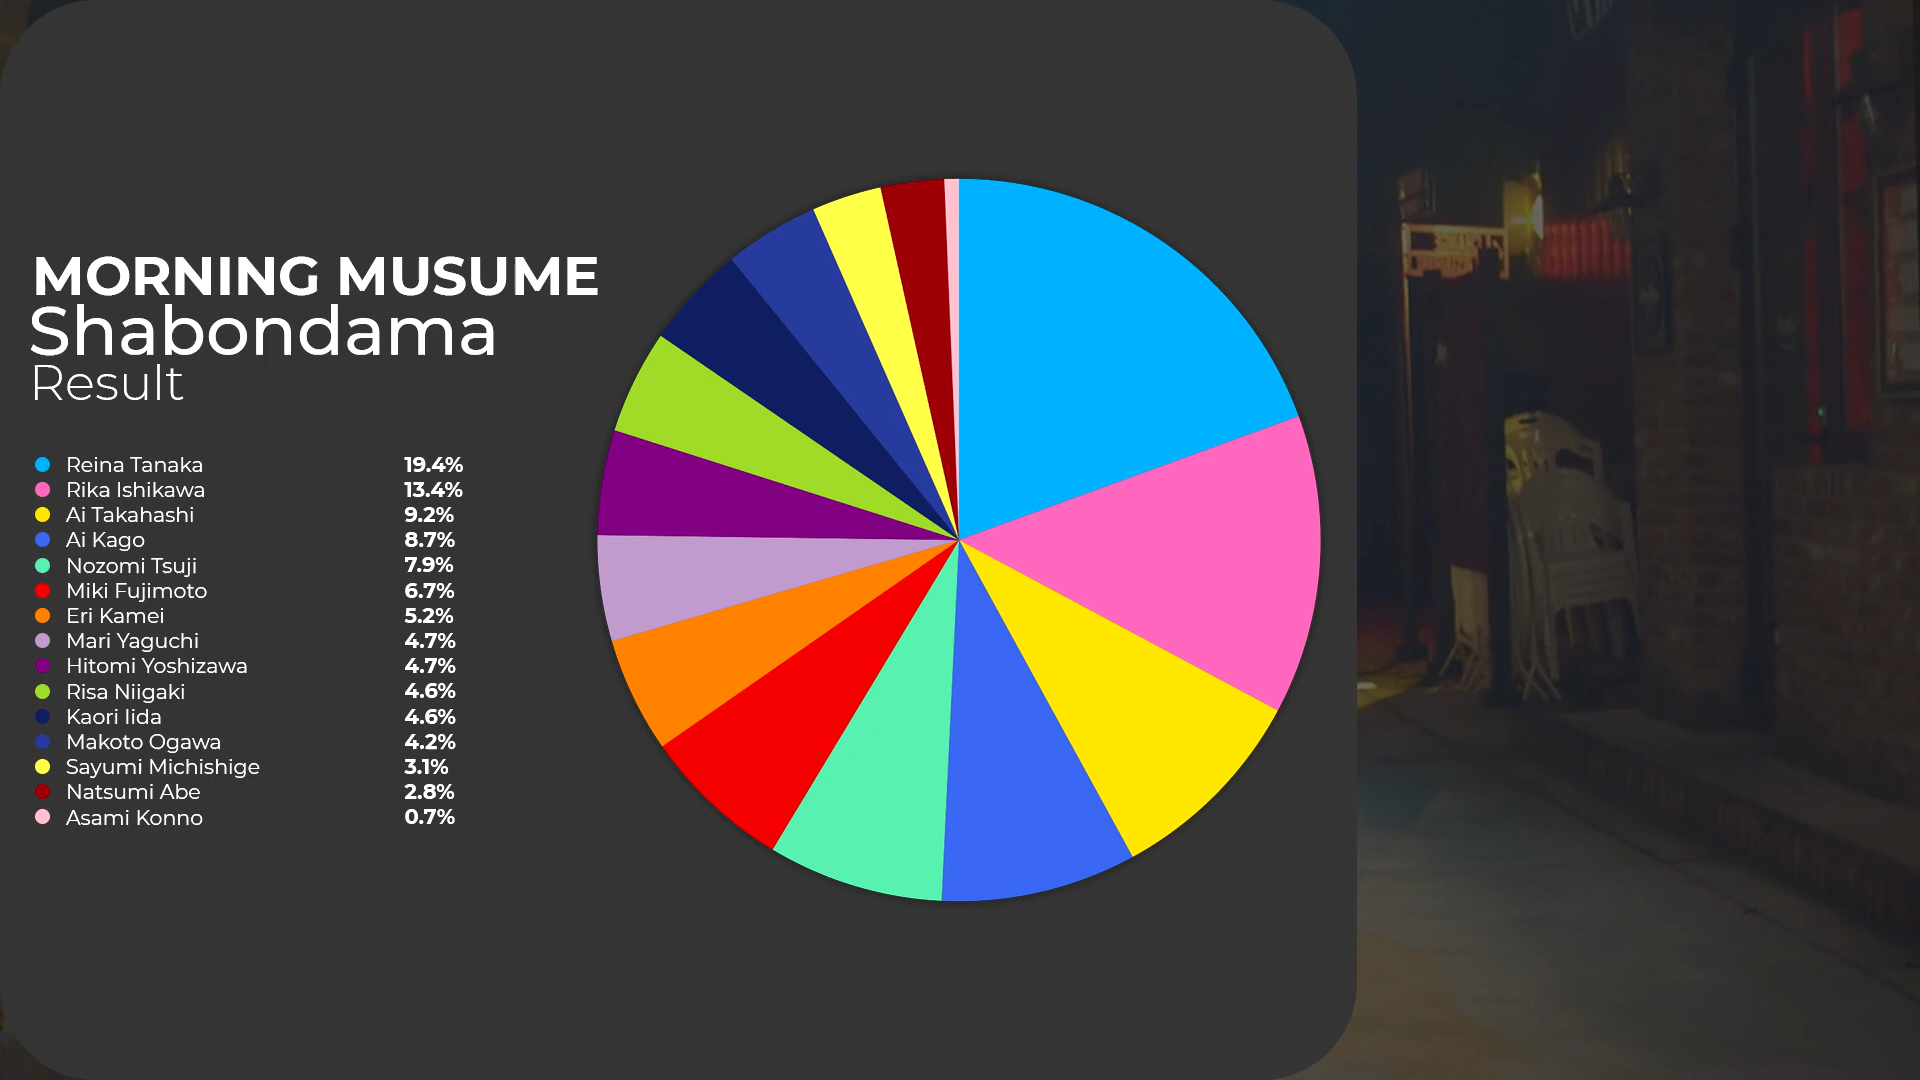 MORNING MUSUME
Shabondama
Result
Reina Tanaka 19.4%
Rika Ishikawa 13.4%
Ai Takahashi 9.2%
Ai Kago 8.7%
Nozomi Tsuji 7.9%
Miki Fujimoto 6.7%
Eri Kamei 5.2%
Mari Yaguchi 4.7%
Hitomi Yoshizawa 4.7%
Risa Niigaki 4.6%
Kaori Iida 4.6%
Makoto Ogawa 4.2%
Sayumi Michishige 3.1%
Natsumi Abe 2.8%
Asami Konno 0.7%